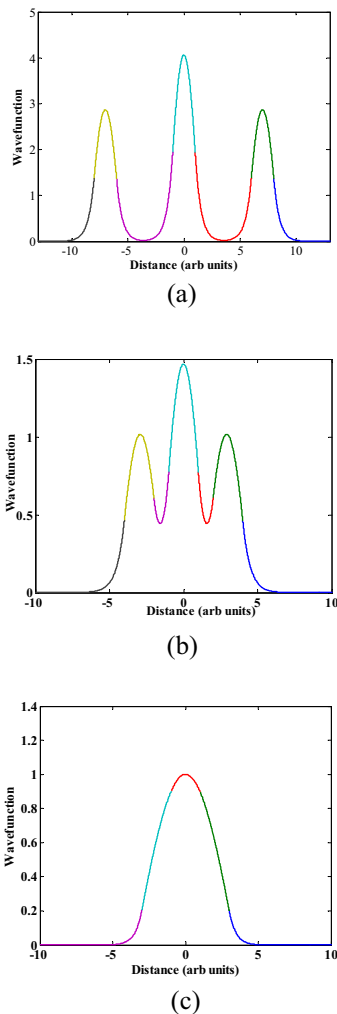 5
4
3
2
1
0
Wavefunction
-10 -5 0 5 10
Distance (arb units)
(a)
1.5
1
0.5
0
Wavefunction
-10 -5 0 5 10
Distance (arb units)
(b)
1.4
1.2
1
0.8
0.6
0.4
0.2
0
Wavefunction
-10 -5 0 5 10
Distance (arb units)
(c)